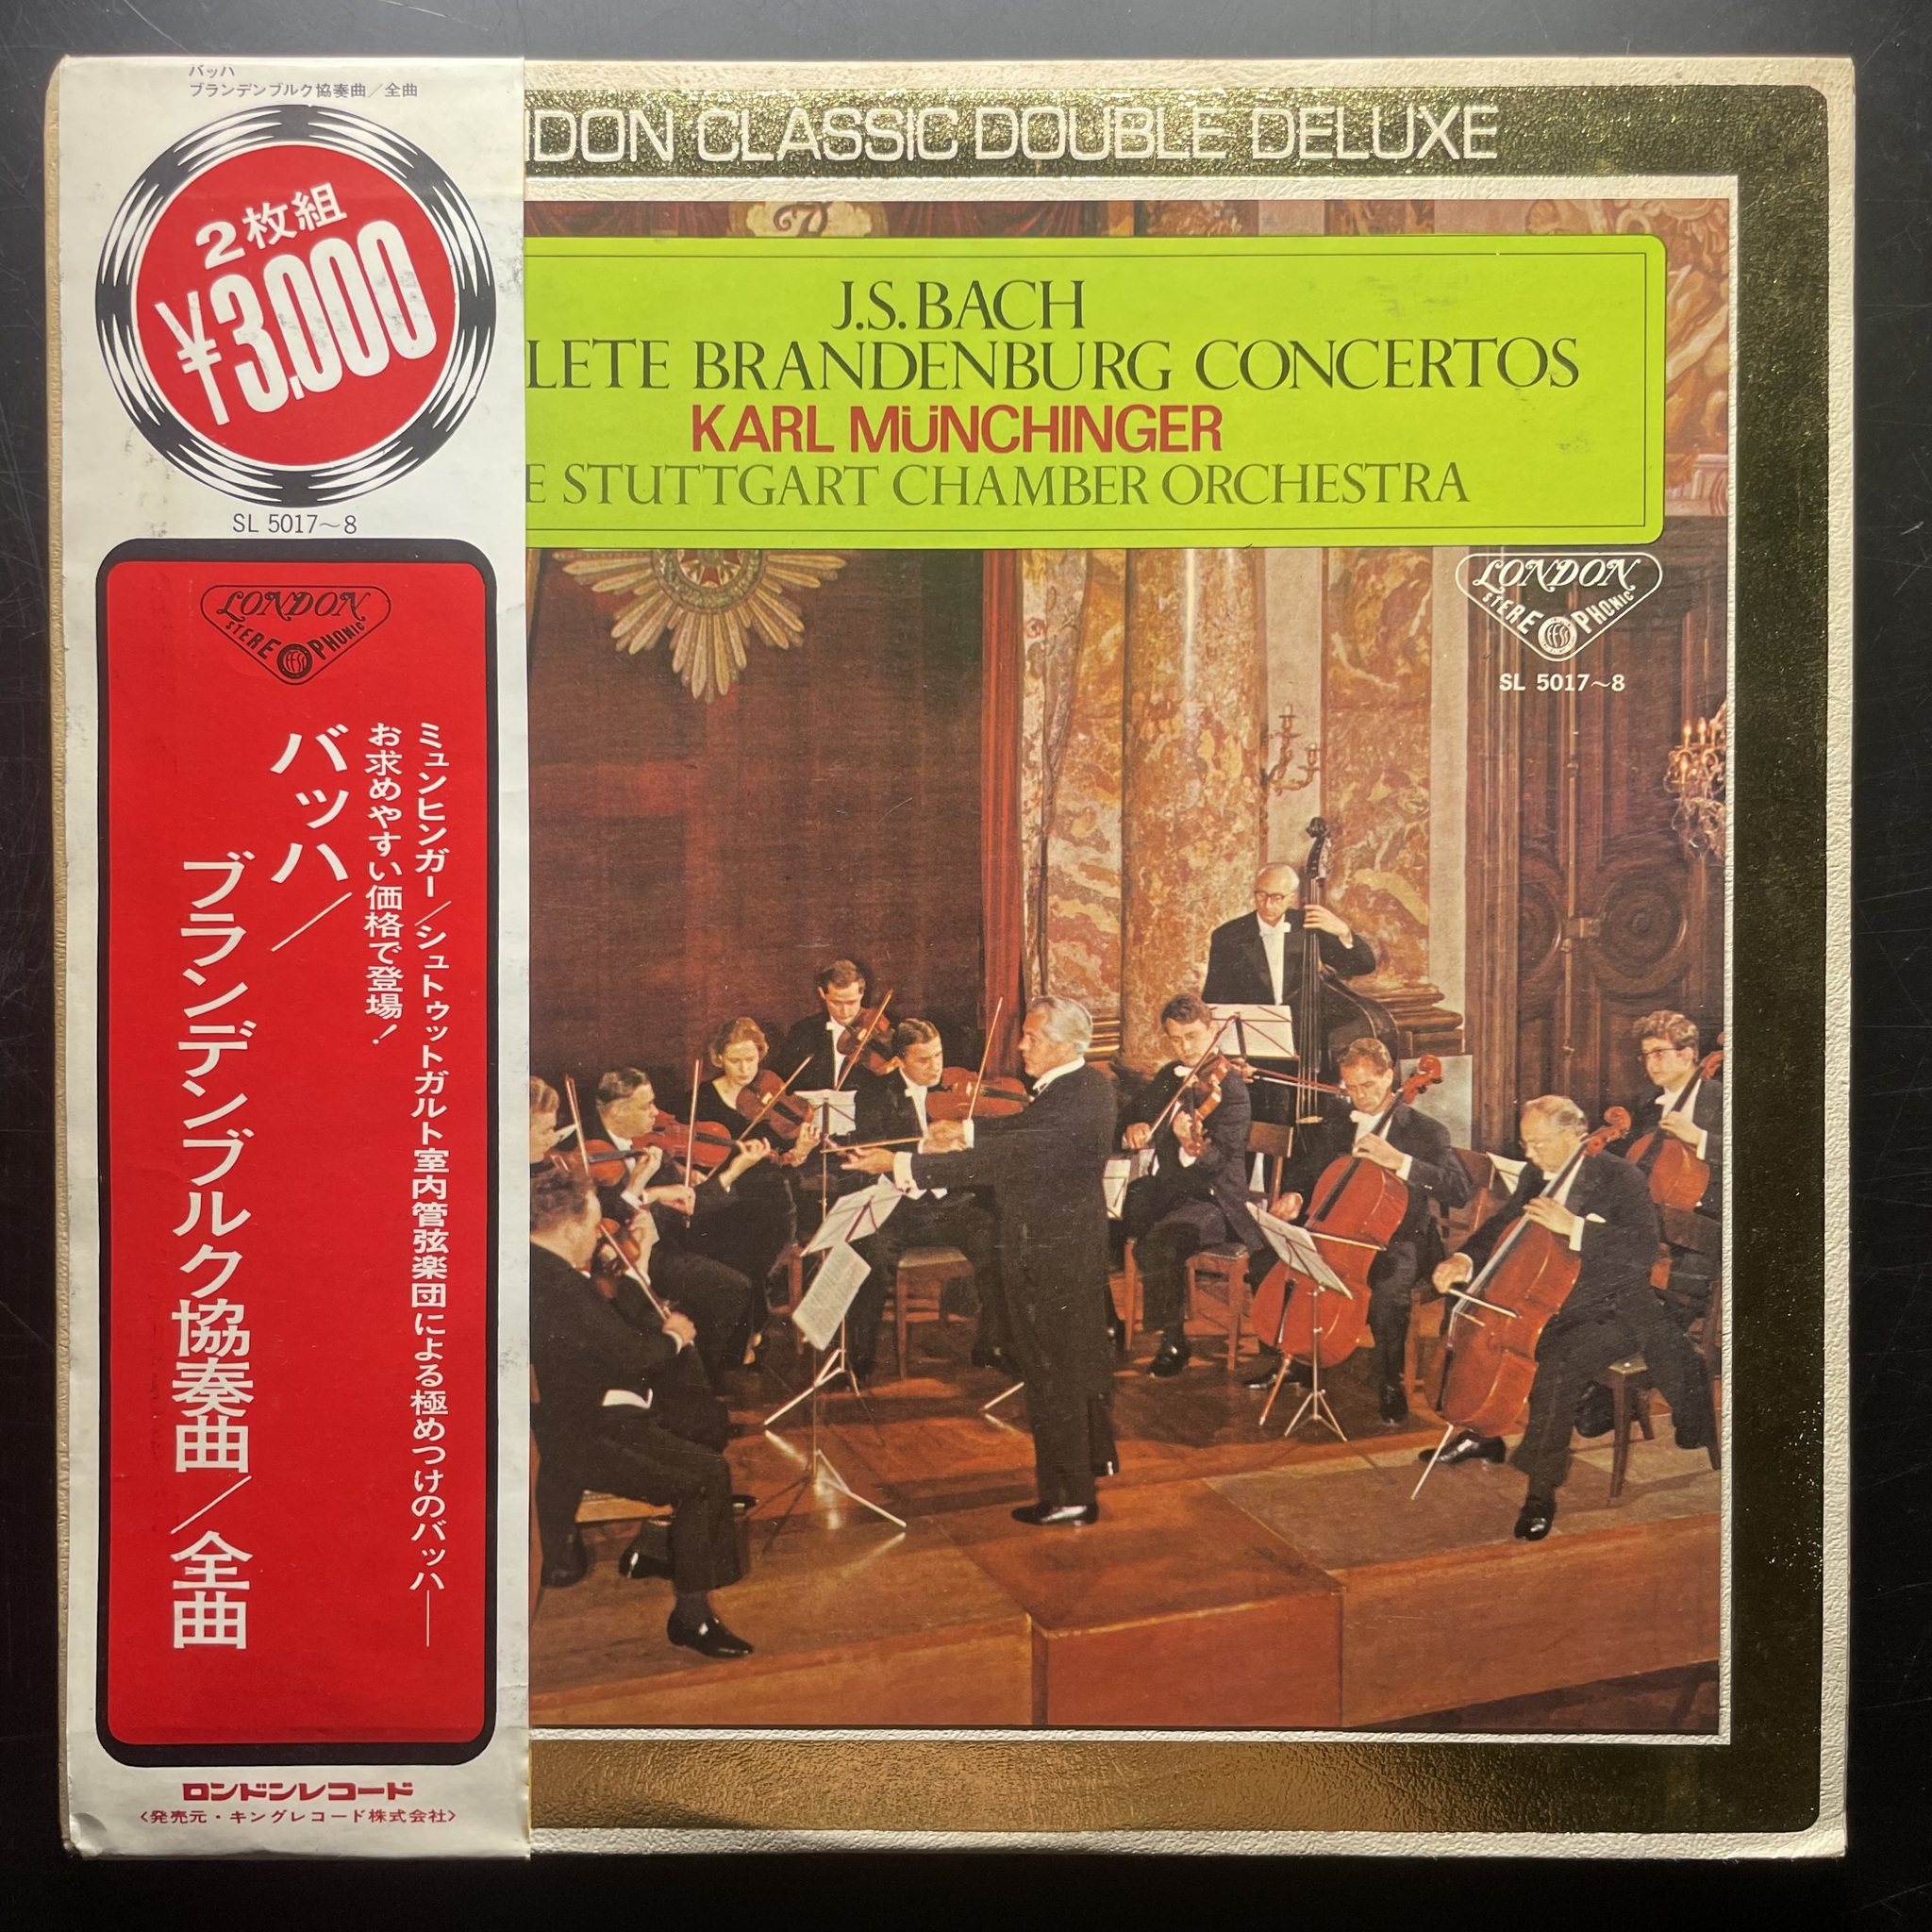 バッハ
ブランデンブルク協奏曲／全曲
2枚組
¥3,000
SL 5017〜8
LONDON
STEREOPHONIC
ミュンヒンガー／シュトゥットガルト室内管弦楽団による極めつけのバッハ──
お求めやすい価格で登場！
バッハ／
ブランデンブルク協奏曲／全曲
ロンドンレコード
〈発売元・キングレコード株式会社〉
DON CLASSIC DOUBLE DELUXE
J.S.BACH
LETE BRANDENBURG CONCERTOS
KARL MÜNCHINGER
E STUTTGART CHAMBER ORCHESTRA
LONDON
STEREOPHONIC
SL 5017〜8